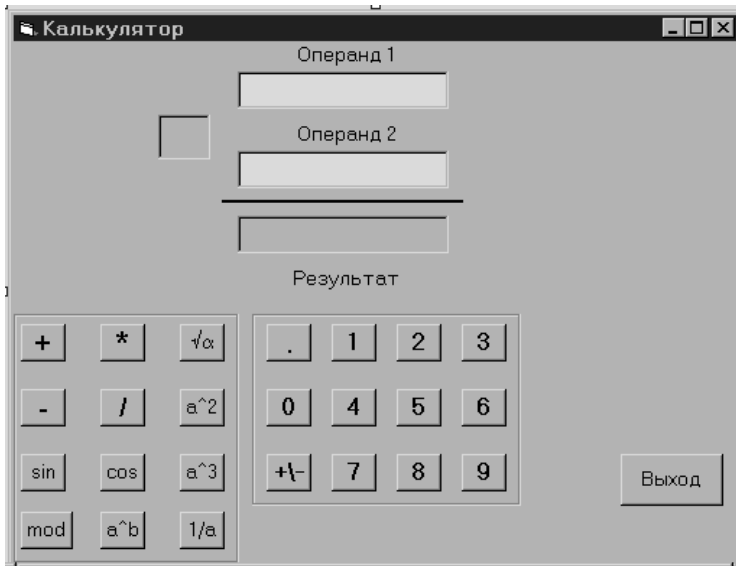 Калькулятор
Операнд 1
Операнд 2
Результат
+ * √α . 1 2 3
- / a^2 0 4 5 6
sin cos a^3 +\- 7 8 9 Выход
mod a^b 1/a